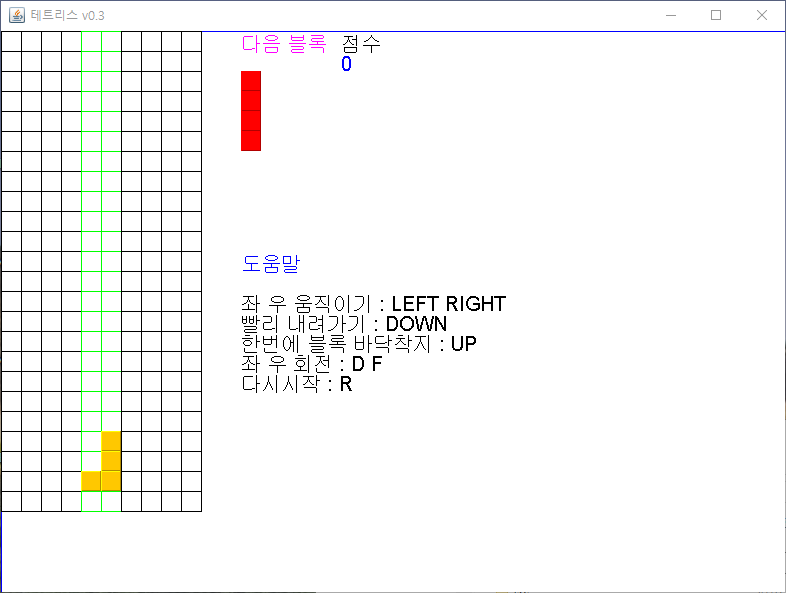 테트리스 v0.3
다음 블록 점수
0
도움말
좌 우 움직이기 : LEFT RIGHT
빨리 내려가기 : DOWN
한번에 블록 바닥착지 : UP
좌 우 회전 : D F
다시시작 : R